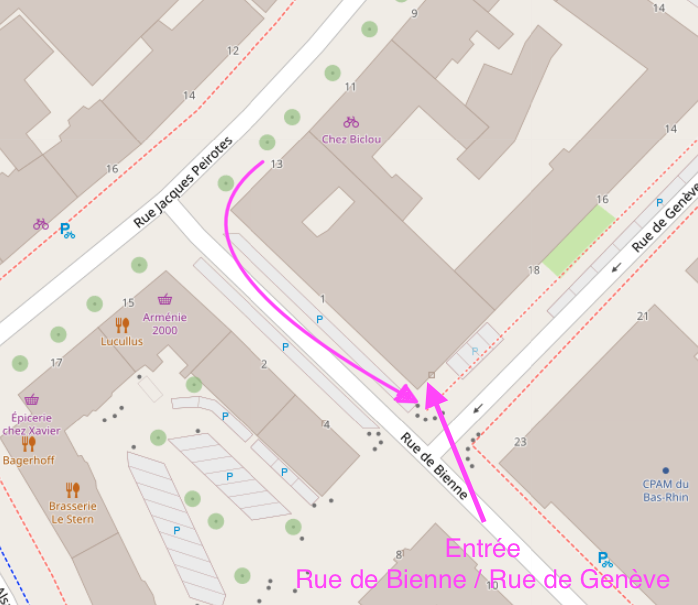 9
14
12
14
11
Chez Biclou
14
16
13
Rue Jacques Peirotes
P
16
P
Rue de Genève
18
15
Arménie
2000
1
P
21
Lucullus
P
P
17
2
Épicerie
chez Xavier
P
4
23
Bagerhoff
Rue de Bienne
P
P
CPAM du
Bas-Rhin
Brasserie
Le Stern
P
Entrée
8
P
Rue de Bienne / Rue de Genève
10